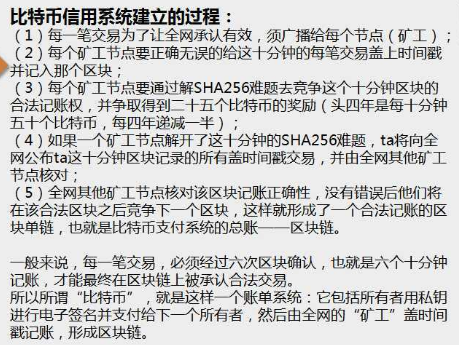 比特币信用系统建立的过程：
（1）每一笔交易为了让全网承认有效，须广播给每个节点（矿工）；
（2）每个矿工节点要正确无误的给这十分钟的每笔交易盖上时间戳
并记入那个区块；
（3）每个矿工节点要通过解SHA256难题去竞争这个十分钟区块的
合法记账权，并争取得到二十五个比特币的奖励（头四年是每十分钟
五十个比特币，每四年递减一半）；
（4）如果一个矿工节点解开了这十分钟的SHA256难题，ta将向全
网公布ta这十分钟区块记录的所有盖时间戳交易，并由全网其他矿工
节点核对；
（5）全网其他矿工节点核对该区块记账正确性，没有错误后他们将
在该合法区块之后竞争下一个区块，这样就形成了一个合法记账的区
块单链，也就是比特币支付系统的总账——区块链。
一般来说，每一笔交易，必须经过六次区块确认，也就是六个十分钟
记账，才能最终在区块链上被承认合法交易。
所以所谓“比特币”，就是这样一个账单系统：它包括所有者用私钥
进行电子签名并支付给下一个所有者，然后由全网的“矿工”盖时间
戳记账，形成区块链。